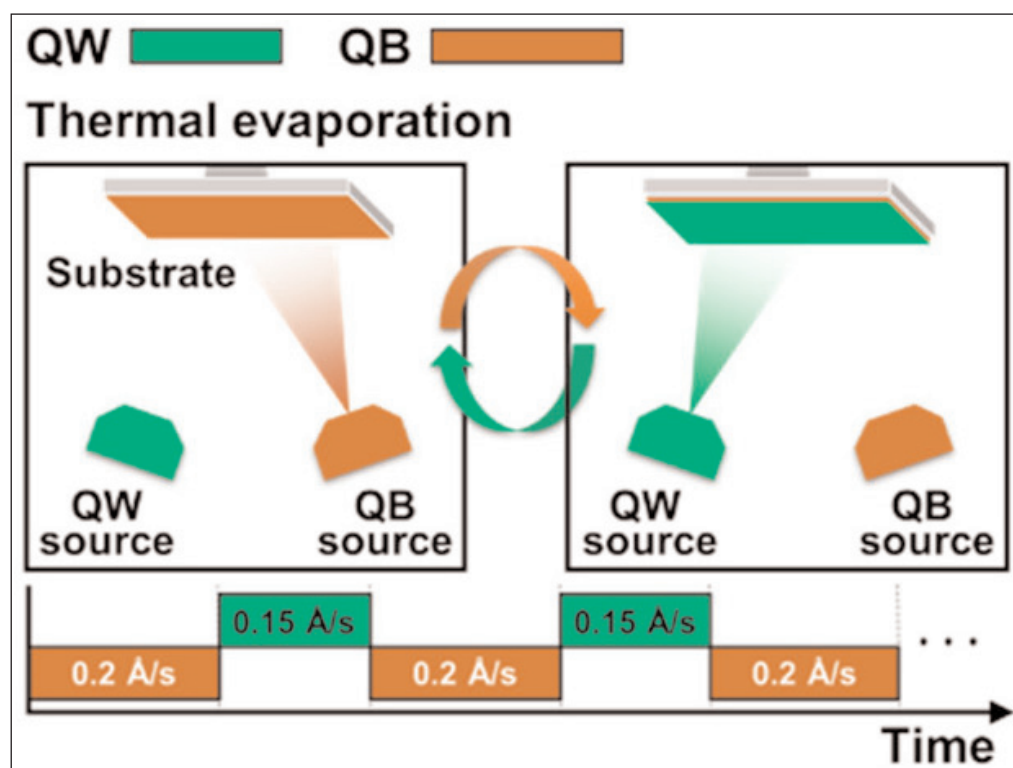 QW QB
Thermal evaporation
Substrate
QW source
QB source
QW source
QB source
0.15 Å/s
0.15 Å/s
0.2 Å/s
0.2 Å/s
0.2 Å/s
...
Time